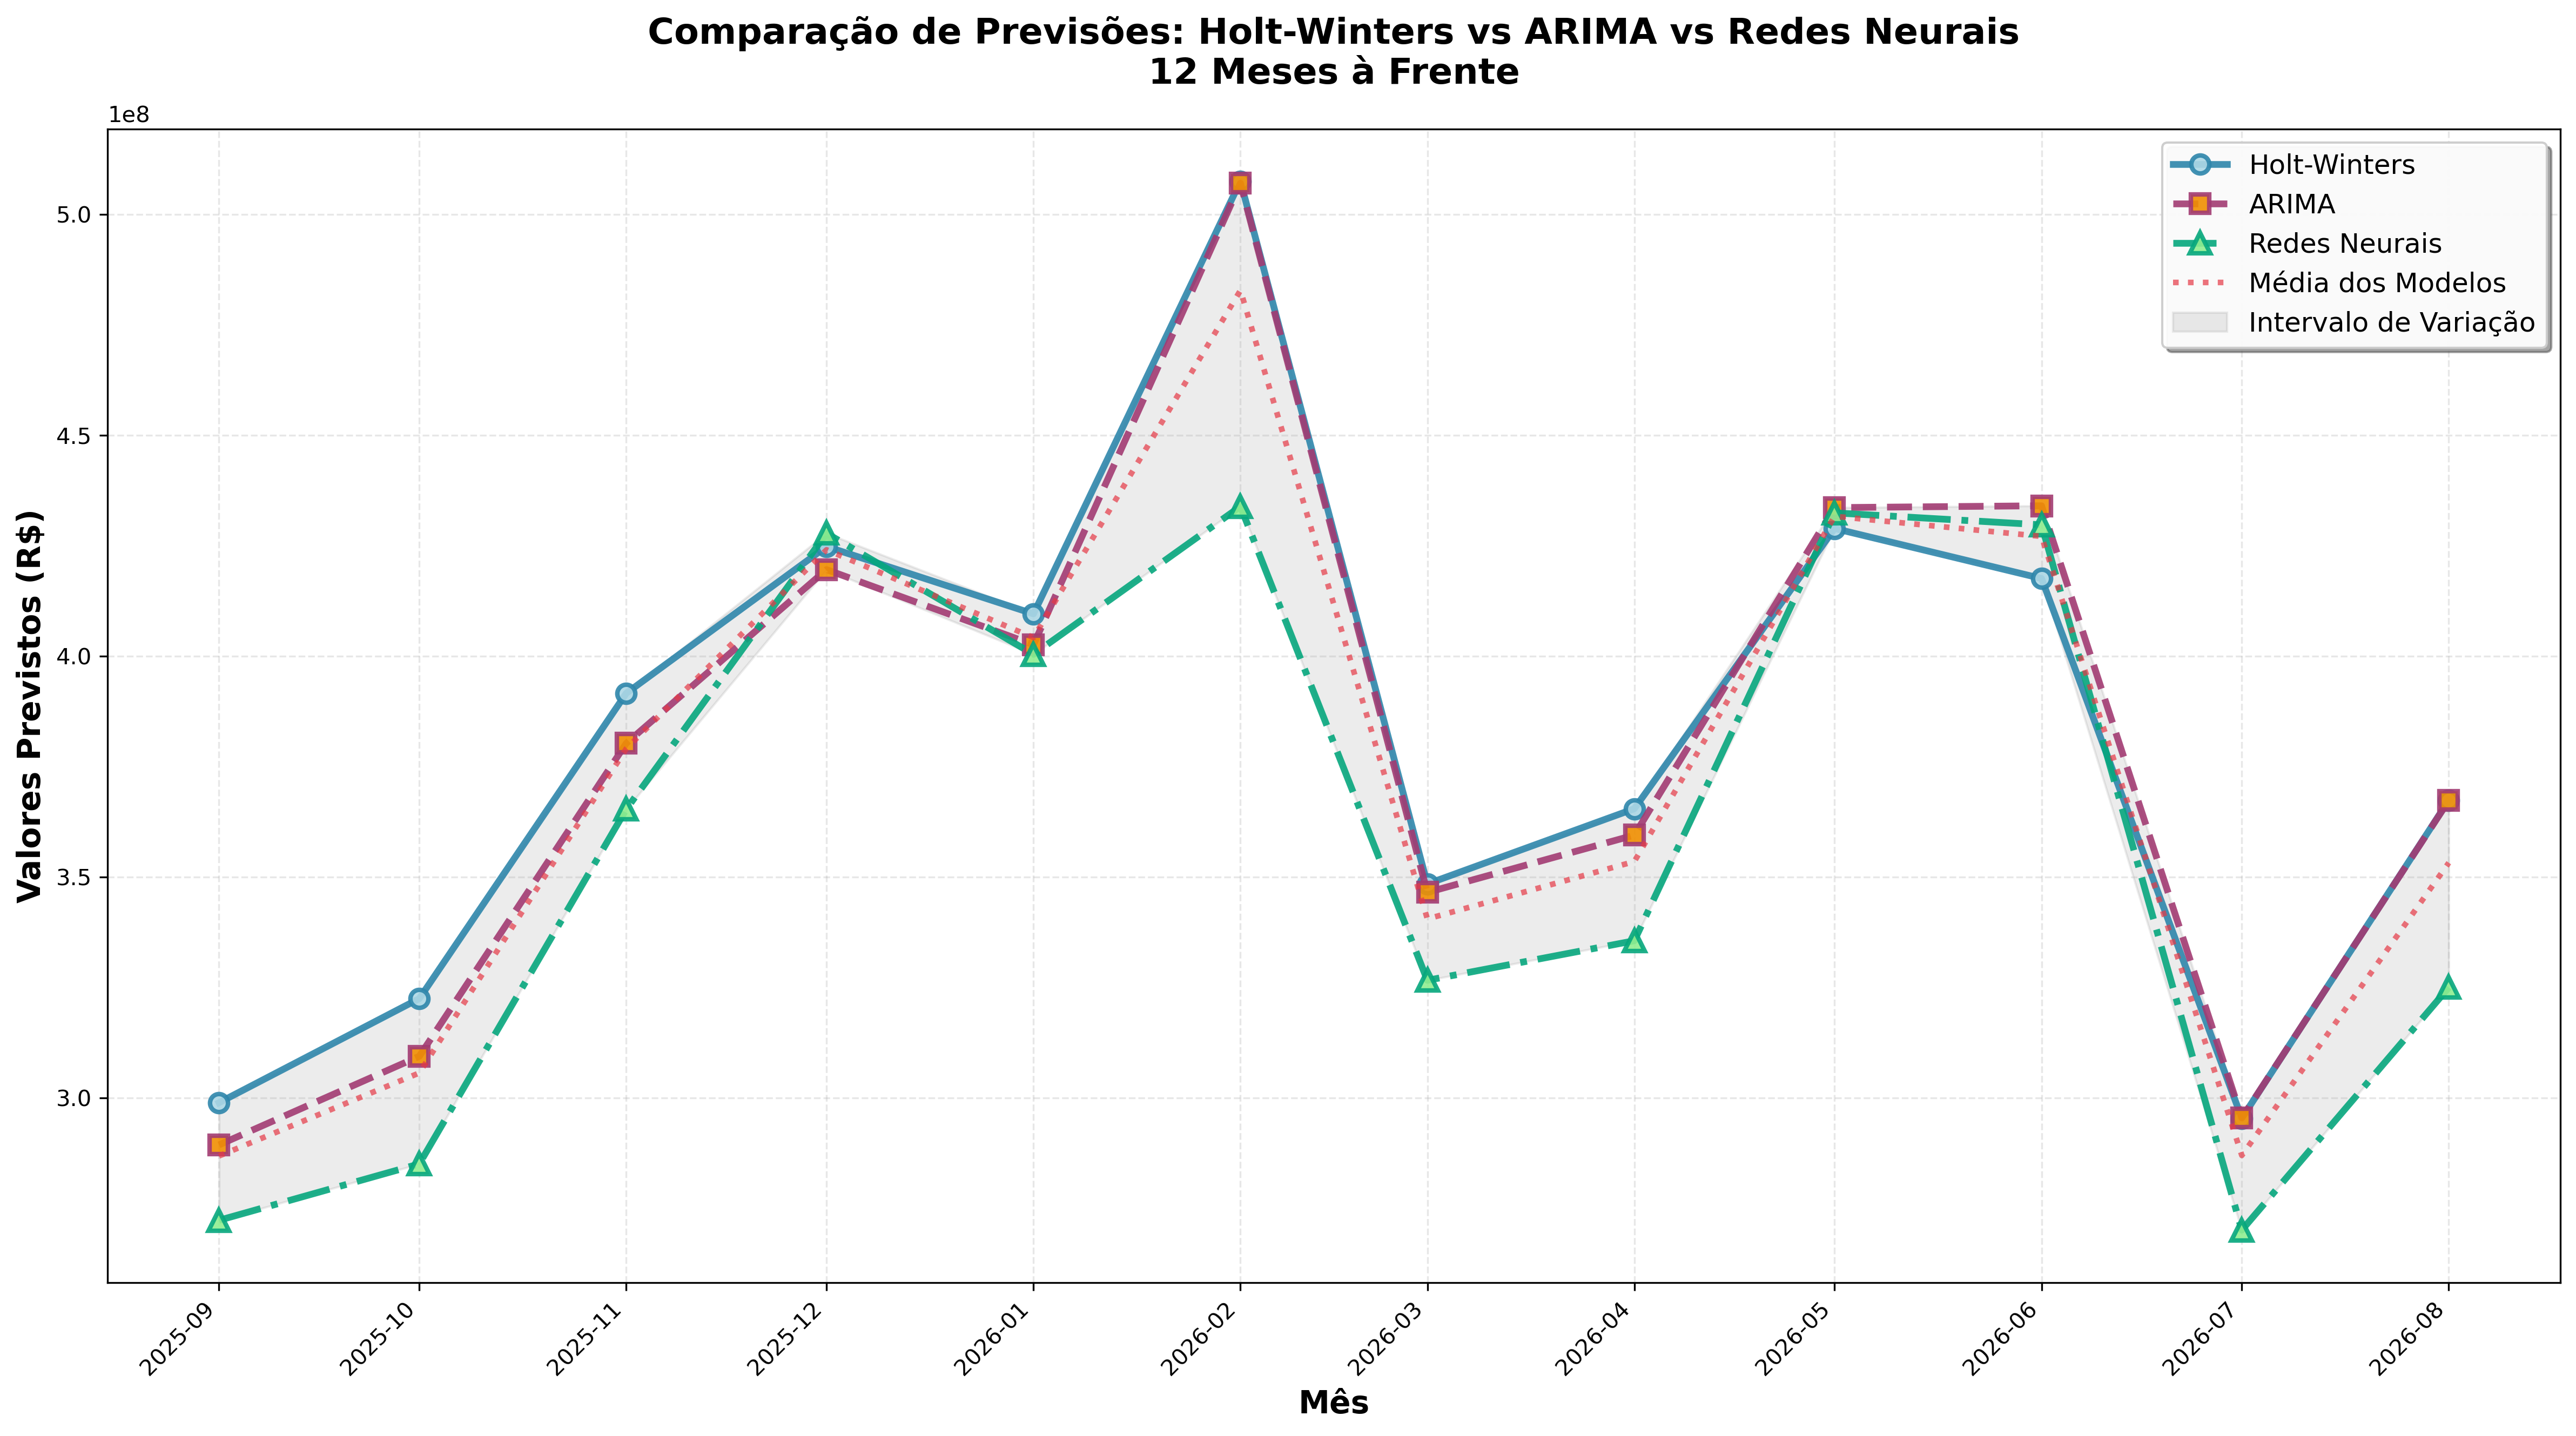 Comparação de Previsões: Holt-Winters vs ARIMA vs Redes Neurais
12 Meses à Frente
1e8
Holt-Winters
ARIMA
Redes Neurais
Média dos Modelos
Intervalo de Variação
Valores Previstos (R$)
5.0
4.5
4.0
3.5
3.0
2025-09
2025-10
2025-11
2025-12
2026-01
2026-02
2026-03
2026-04
2026-05
2026-06
2026-07
2026-08
Mês